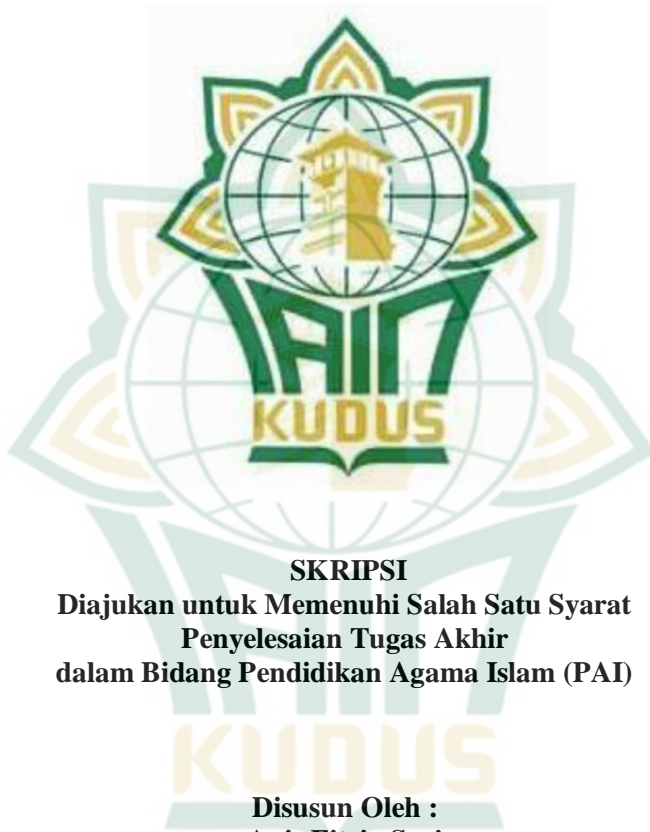 IAIN
KUDUS
SKRIPSI
Diajukan untuk Memenuhi Salah Satu Syarat
Penyelesaian Tugas Akhir
dalam Bidang Pendidikan Agama Islam (PAI)
KUDUS
Disusun Oleh :